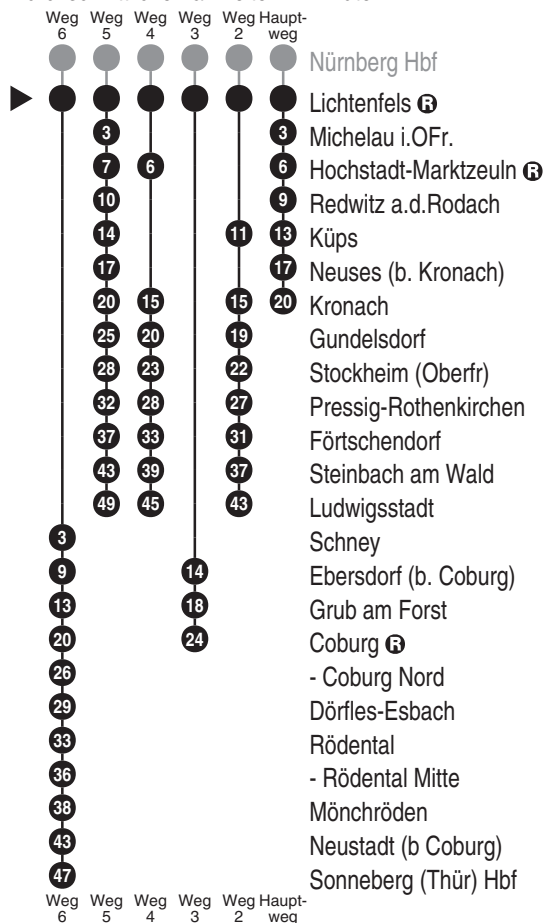 Weg Weg Weg Weg Weg Haupt-
6 5 4 3 2 weg
Nürnberg Hbf
Lichtenfels R
3 3 Michelau i.OFr.
7 6 6 Hochstadt-Marktzeuln R
10 9 Redwitz a.d.Rodach
14 11 13 Küps
17 17 Neuses (b. Kronach)
20 15 15 20 Kronach
25 20 19 Gundelsdorf
28 23 22 Stockheim (Oberfr)
32 28 27 Pressig-Rothenkirchen
37 33 31 Förtschendorf
43 39 37 Steinbach am Wald
49 45 43 Ludwigsstadt
3 Schney
9 14 Ebersdorf (b. Coburg)
13 18 Grub am Forst
20 24 Coburg R
26 - Coburg Nord
29 Dörfles-Esbach
33 Rödental
36 - Rödental Mitte
38 Mönchröden
43 Neustadt (b Coburg)
47 Sonneberg (Thür) Hbf
Weg Weg Weg Weg Weg Haupt-
6 5 4 3 2 weg